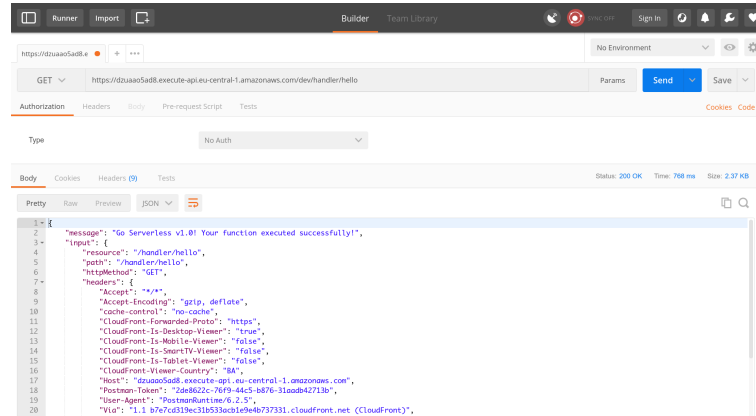 Runner Import Builder Team Library SYNC OFF Sign In
https://dzuaao5ad8.e + ••• No Environment
GET https://dzuaao5ad8.execute-api.eu-central-1.amazonaws.com/dev/handler/hello Params Send Save
Authorization Headers Body Pre-request Script Tests Cookies Code
Type No Auth
Body Cookies Headers (9) Tests Status: 200 OK Time: 768 ms Size: 2.37 KB
Pretty Raw Preview JSON
1 {
2 "message": "Go Serverless v1.0! Your function executed successfully!",
3 "input": {
4 "resource": "/handler/hello",
5 "path": "/handler/hello",
6 "httpMethod": "GET",
7 "headers": {
8 "Accept": "*/*",
9 "Accept-Encoding": "gzip, deflate",
10 "cache-control": "no-cache",
11 "CloudFront-Forwarded-Proto": "https",
12 "CloudFront-Is-Desktop-Viewer": "true",
13 "CloudFront-Is-Mobile-Viewer": "false",
14 "CloudFront-Is-SmartTV-Viewer": "false",
15 "CloudFront-Is-Tablet-Viewer": "false",
16 "CloudFront-Viewer-Country": "BA",
17 "Host": "dzuaao5ad8.execute-api.eu-central-1.amazonaws.com",
18 "Postman-Token": "2de8622c-76f9-44c5-b876-31aadb42713b",
19 "User-Agent": "PostmanRuntime/6.2.5",
20 "Via": "1.1 b7e7cd319ec31b533acb1e9e4b737331.cloudfront.net (CloudFront)",